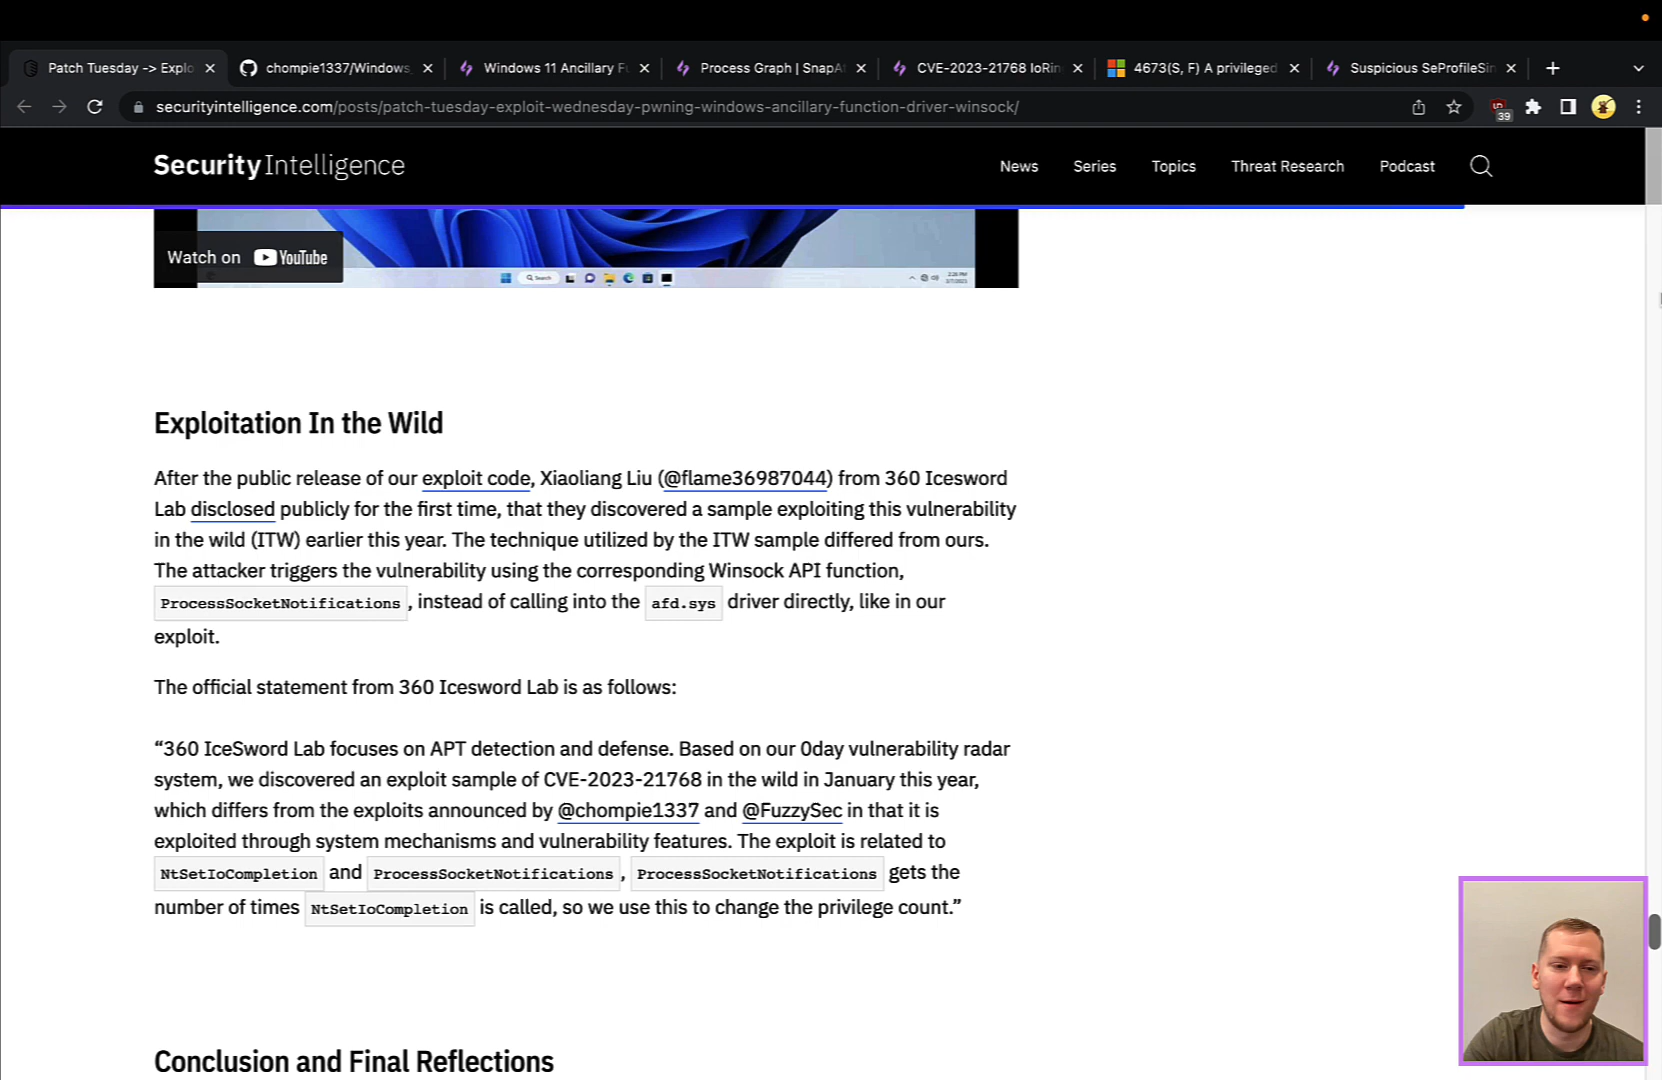 Patch Tuesday -> Explo
chompie1337/Windows_
Windows 11 Ancillary Fu
Process Graph | SnapAt
CVE-2023-21768 IoRin
4673(S, F) A privileged
Suspicious SeProfileSin
securityintelligence.com/posts/patch-tuesday-exploit-wednesday-pwning-windows-ancillary-function-driver-winsock/
39
Security Intelligence
News
Series
Topics
Threat Research
Podcast
Watch on YouTube
Search
Exploitation In the Wild
After the public release of our exploit code, Xiaoliang Liu (@flame36987044) from 360 Icesword
Lab disclosed publicly for the first time, that they discovered a sample exploiting this vulnerability
in the wild (ITW) earlier this year. The technique utilized by the ITW sample differed from ours.
The attacker triggers the vulnerability using the corresponding Winsock API function,
ProcessSocketNotifications, instead of calling into the afd.sys driver directly, like in our
exploit.
The official statement from 360 Icesword Lab is as follows:
“360 IceSword Lab focuses on APT detection and defense. Based on our 0day vulnerability radar
system, we discovered an exploit sample of CVE-2023-21768 in the wild in January this year,
which differs from the exploits announced by @chompie1337 and @FuzzySec in that it is
exploited through system mechanisms and vulnerability features. The exploit is related to
NtSetIoCompletion and ProcessSocketNotifications, ProcessSocketNotifications gets the
number of times NtSetIoCompletion is called, so we use this to change the privilege count.”
Conclusion and Final Reflections